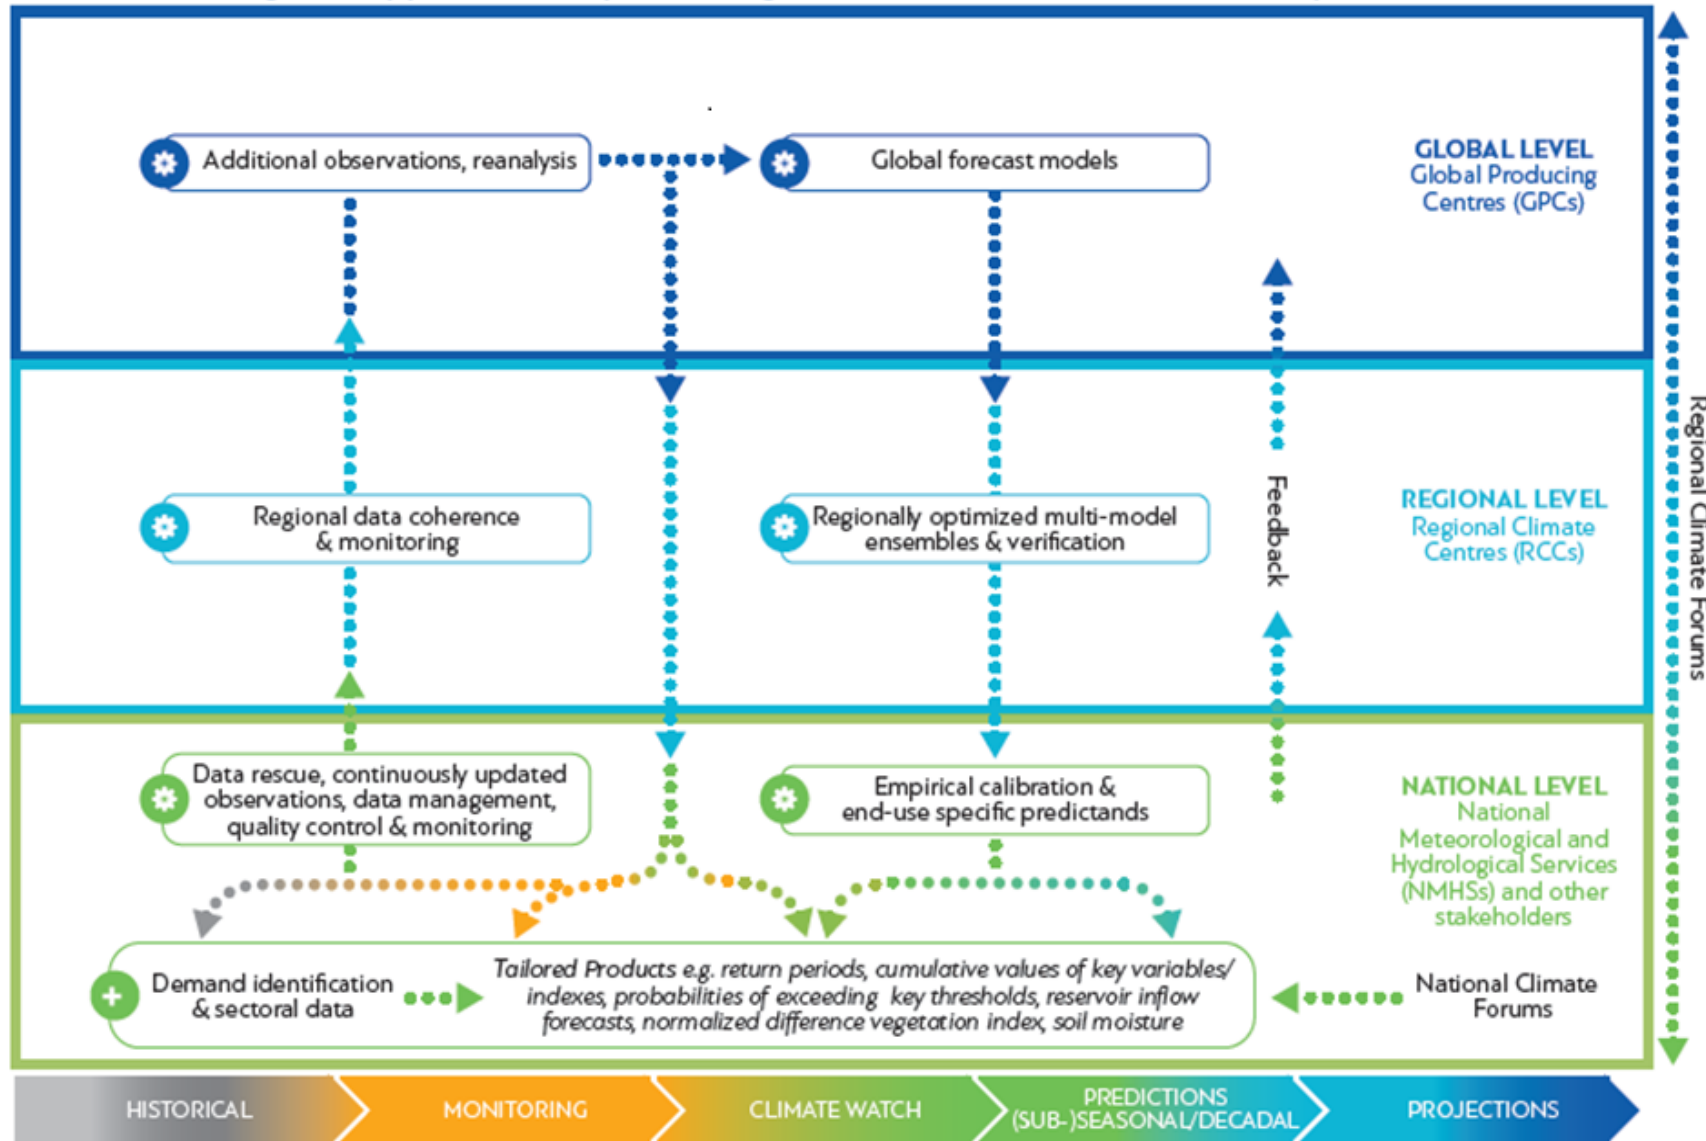 Additional observations, reanalysis
Global forecast models
GLOBAL LEVEL
Global Producing
Centres (GPCs)
Regional data coherence
& monitoring
Regionally optimized multi-model
ensembles & verification
Feedback
REGIONAL LEVEL
Regional Climate
Centres (RCCs)
Regional Climate Forums
Data rescue, continuously updated
observations, data management,
quality control & monitoring
Empirical calibration &
end-use specific predictands
NATIONAL LEVEL
National
Meteorological and
Hydrological Services
(NMHSs) and other
stakeholders
Demand identification
& sectoral data
Tailored Products e.g. return periods, cumulative values of key variables/
indexes, probabilities of exceeding key thresholds, reservoir inflow
forecasts, normalized difference vegetation index, soil moisture
National Climate
Forums
HISTORICAL
MONITORING
CLIMATE WATCH
PREDICTIONS
(SUB-)SEASONAL/DECADAL
PROJECTIONS